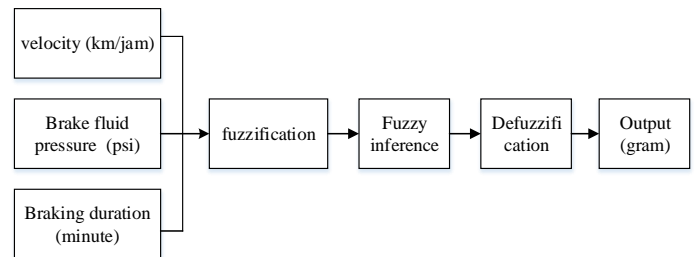 velocity (km/jam)
Brake fluid
pressure (psi)
Braking duration
(minute)
fuzzification
Fuzzy
inference
Defuzzifi
cation
Output
(gram)